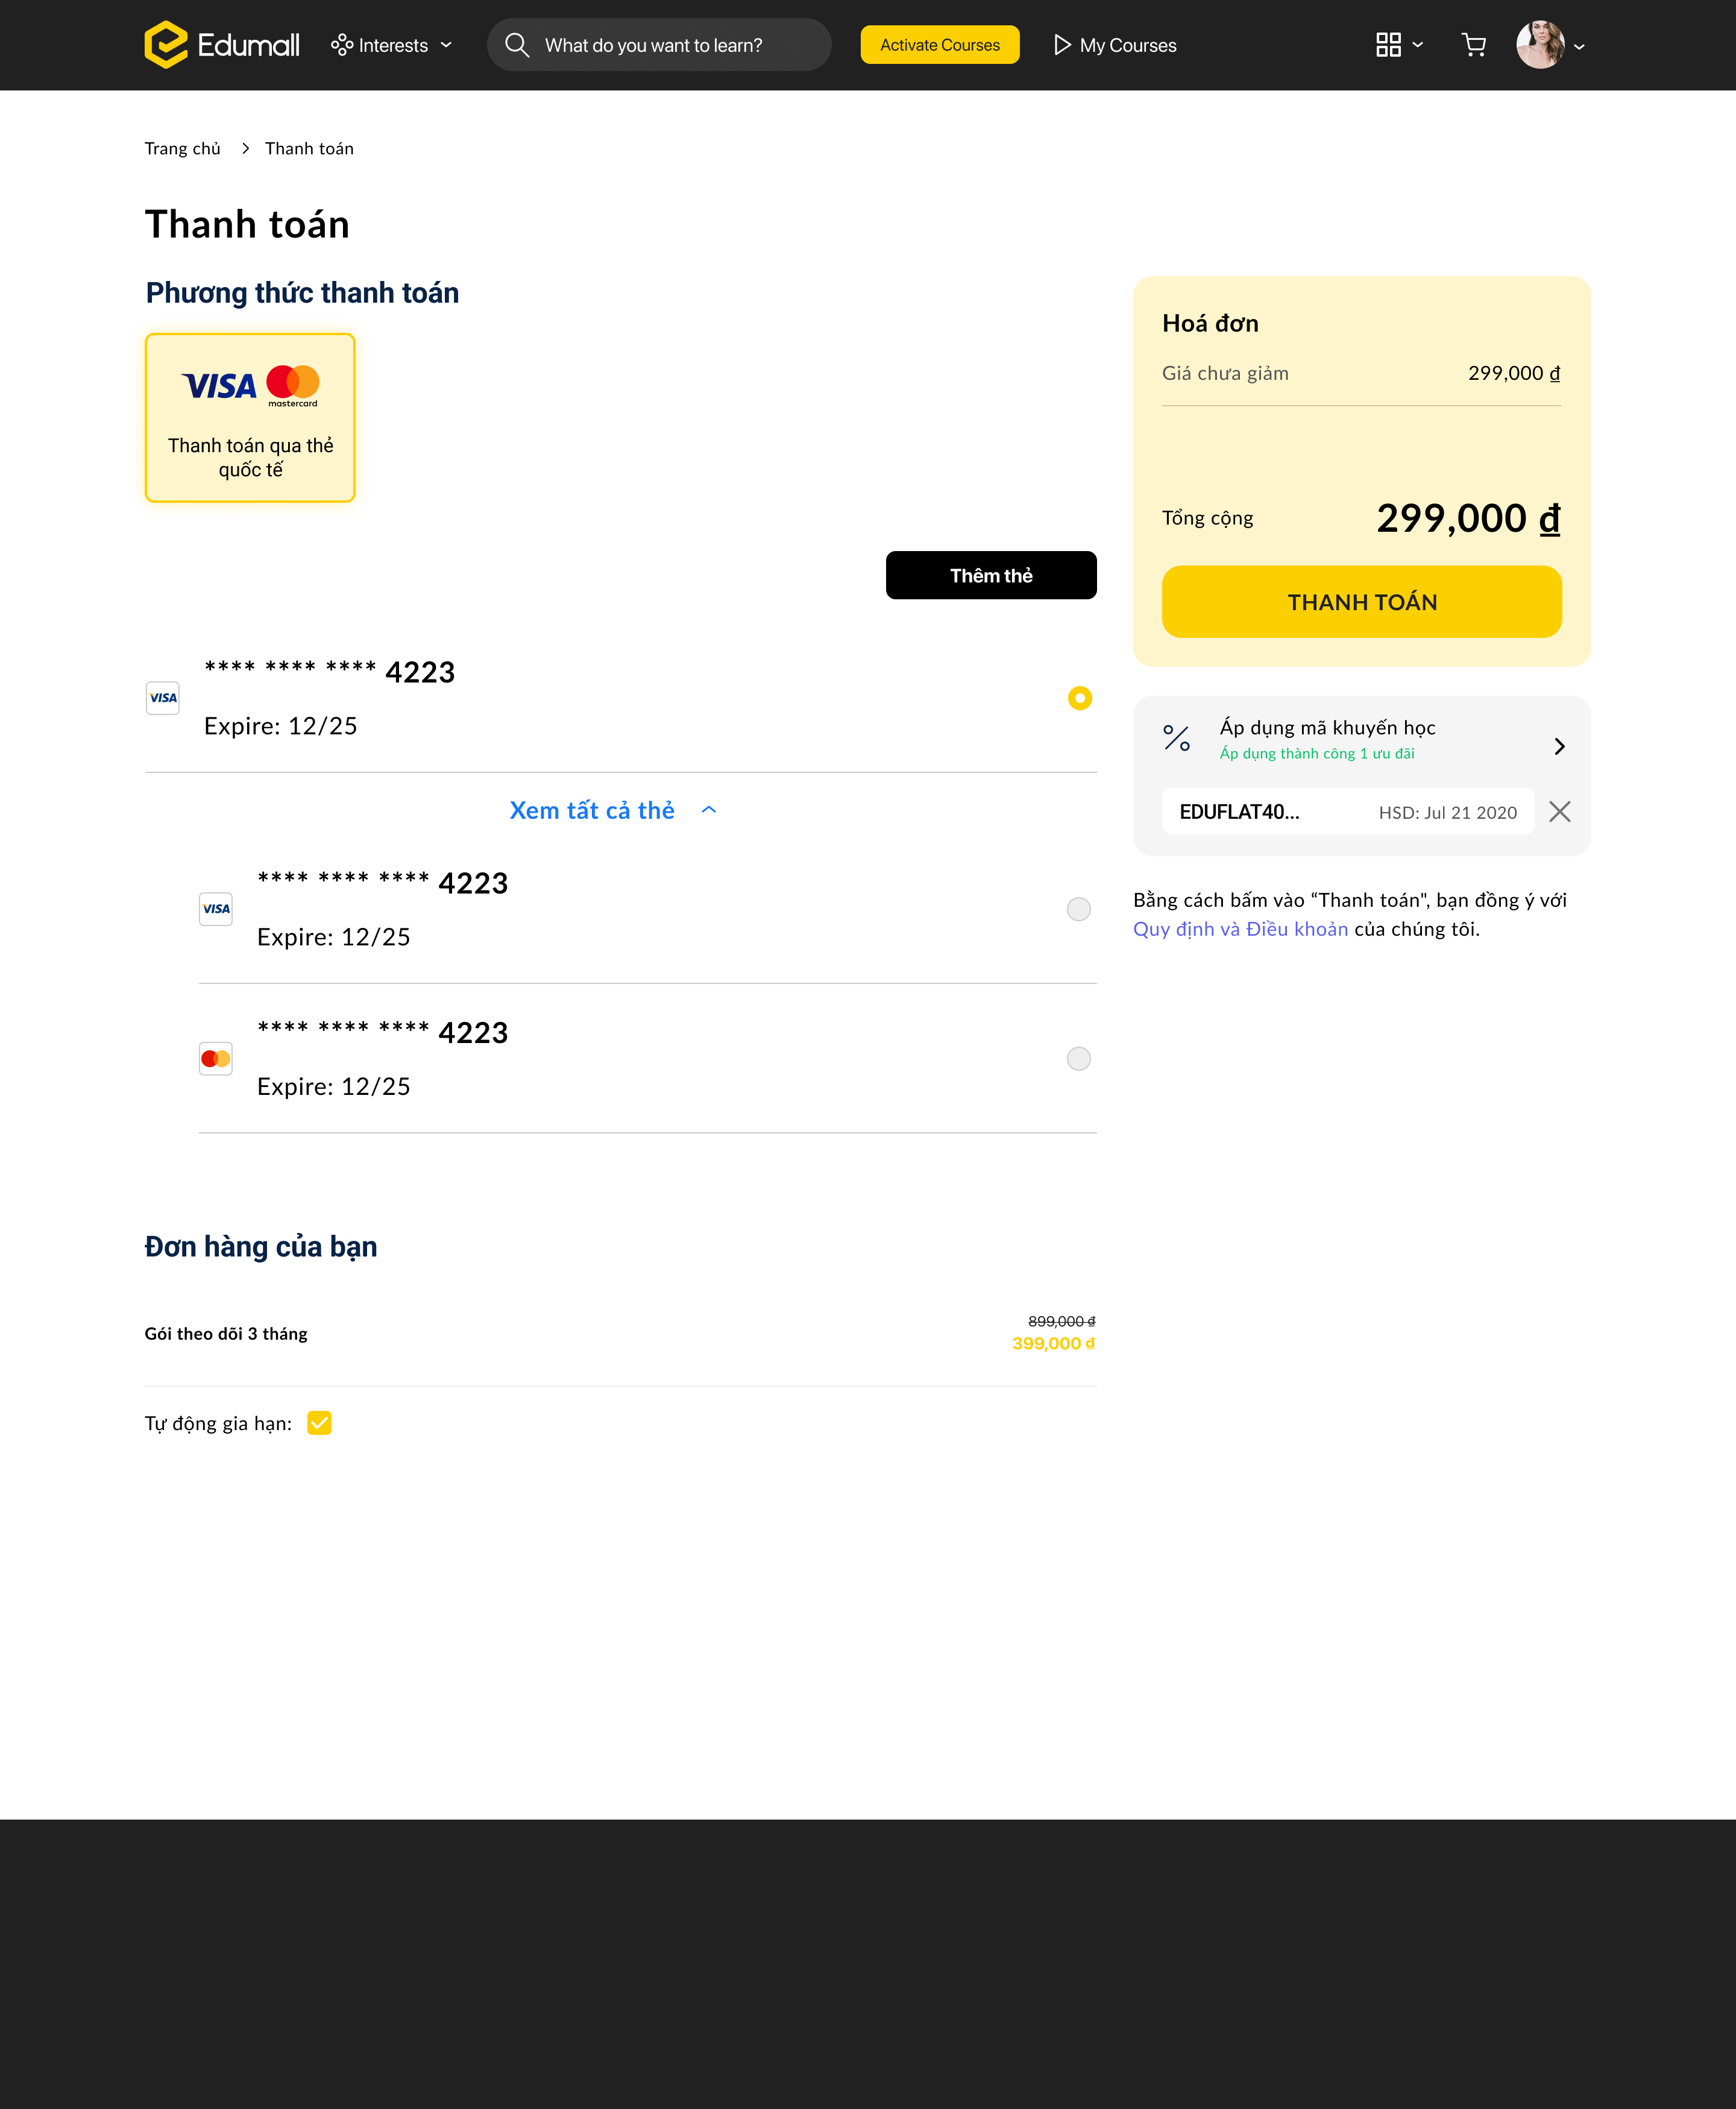 Edumall
Interests
What do you want to learn?
Activate Courses
My Courses
Trang chủ
Thanh toán
Thanh toán
Phương thức thanh toán
VISA
mastercard
Thanh toán qua thẻ
quốc tế
Thêm thẻ
VISA
**** **** **** 4223
Expire: 12/25
Xem tất cả thẻ
VISA
**** **** **** 4223
Expire: 12/25
**** **** **** 4223
Expire: 12/25
Đơn hàng của bạn
Gói theo dõi 3 tháng
899,000 ₫
399,000 ₫
Tự động gia hạn:
Hoá đơn
Giá chưa giảm 299,000 ₫
Tổng cộng 299,000 ₫
THANH TOÁN
Áp dụng mã khuyến học
Áp dụng thành công 1 ưu đãi
EDUFLAT40... HSD: Jul 21 2020
Bằng cách bấm vào “Thanh toán", bạn đồng ý với
Quy định và Điều khoản của chúng tôi.